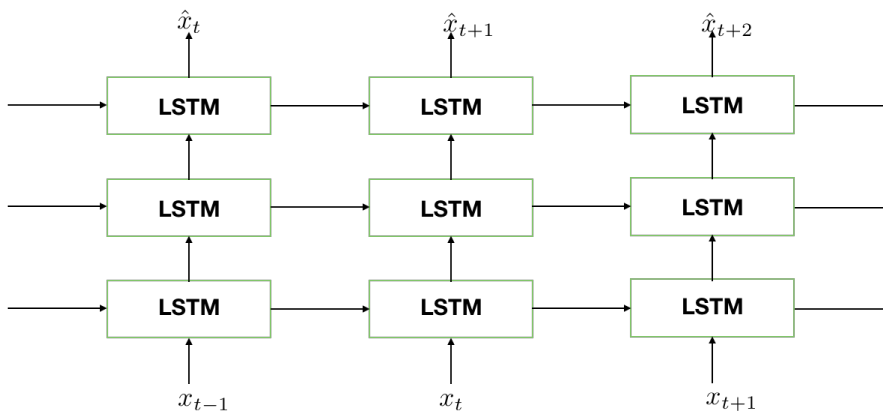 x̂_t x̂_{t+1} x̂_{t+2}
LSTM LSTM LSTM
LSTM LSTM LSTM
LSTM LSTM LSTM
x_{t−1} x_t x_{t+1}